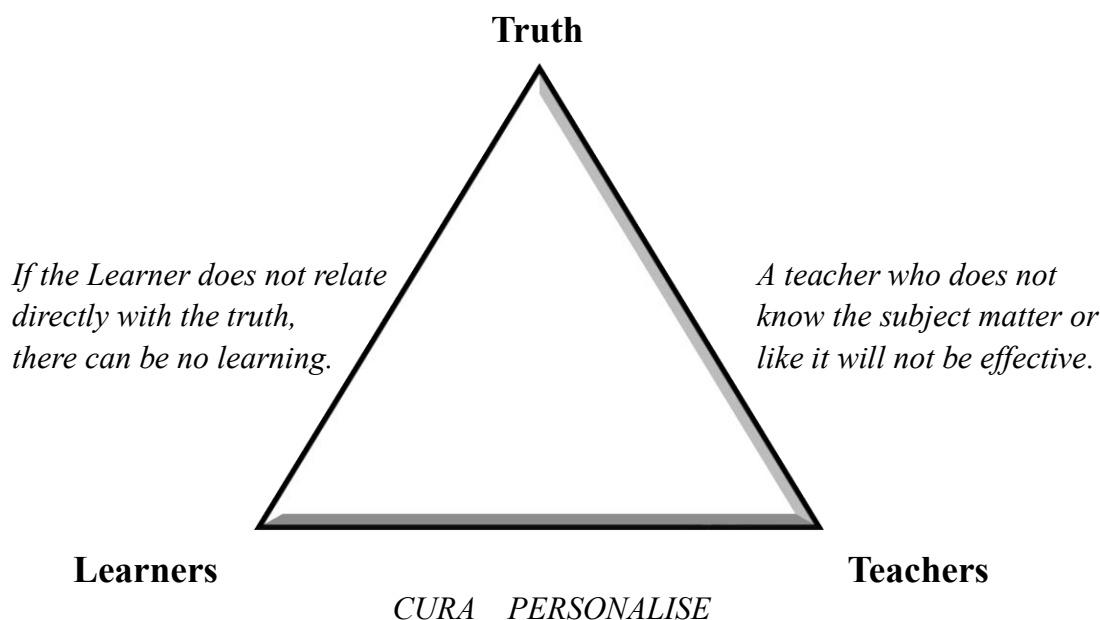 Truth
If the Learner does not relate
directly with the truth,
there can be no learning.
A teacher who does not
know the subject matter or
like it will not be effective.
Learners
Teachers
CURA PERSONALISE